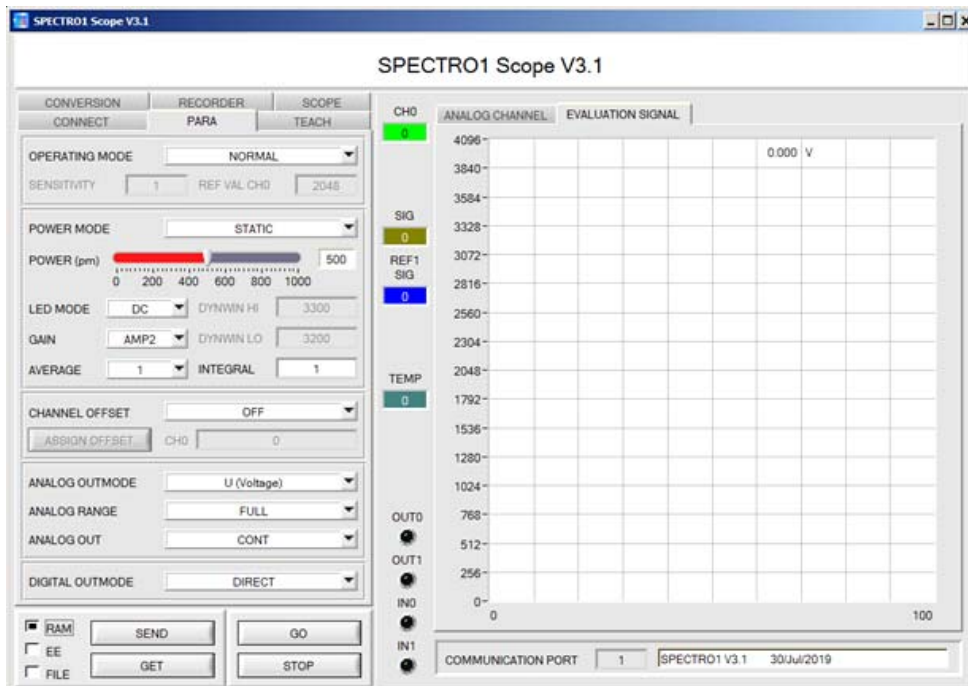 SPECTRO1 Scope V3.1
SPECTRO1 Scope V3.1
CONVERSION RECORDER SCOPE
CONNECT PARA TEACH
OPERATING MODE NORMAL
SENSITIVITY 1 REF VAL CH0 2048
POWER MODE STATIC
POWER (pm) 500
0 200 400 600 800 1000
LED MODE DC DYNWIN HI 3300
GAIN AMP2 DYNWIN LO 3200
AVERAGE 1 INTEGRAL 1
CHANNEL OFFSET OFF
ASSIGN OFFSET CH0 0
ANALOG OUTMODE U (Voltage)
ANALOG RANGE FULL
ANALOG OUT CONT
DIGITAL OUTMODE DIRECT
RAM
EE
FILE
SEND GO
GET STOP
CH0
0
SIG
0
REF1
SIG
0
TEMP
0
OUT0
OUT1
IN0
IN1
ANALOG CHANNEL EVALUATION SIGNAL
0.000 V
4096
3840
3584
3328
3072
2816
2560
2304
2048
1792
1536
1280
1024
768
512
256
0
0 100
COMMUNICATION PORT 1 SPECTRO1 V3.1 30/Jul/2019